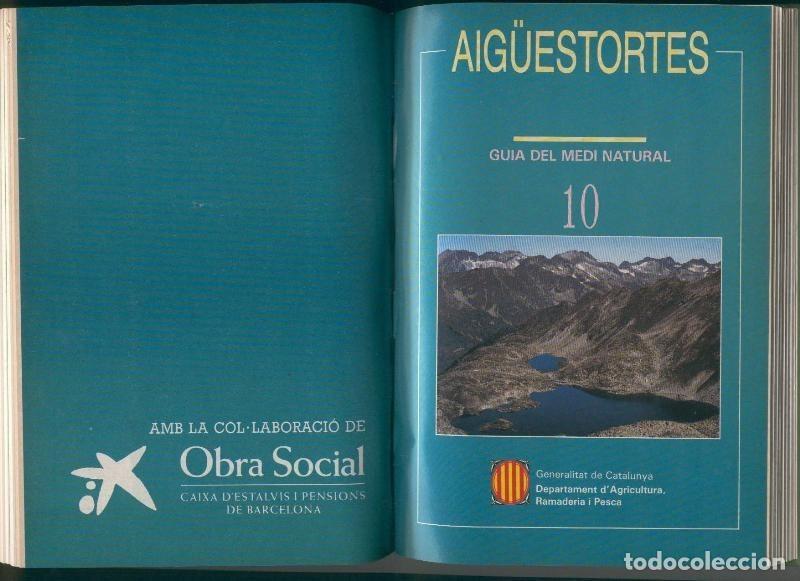 AMB LA COL·LABORACIÓ DE
Obra Social
CAIXA D'ESTALVIS I PENSIONS
DE BARCELONA
AIGÜESTORTES
GUIA DEL MEDI NATURAL
10
Generalitat de Catalunya
Departament d'Agricultura,
Ramaderia i Pesca
todocoleccion